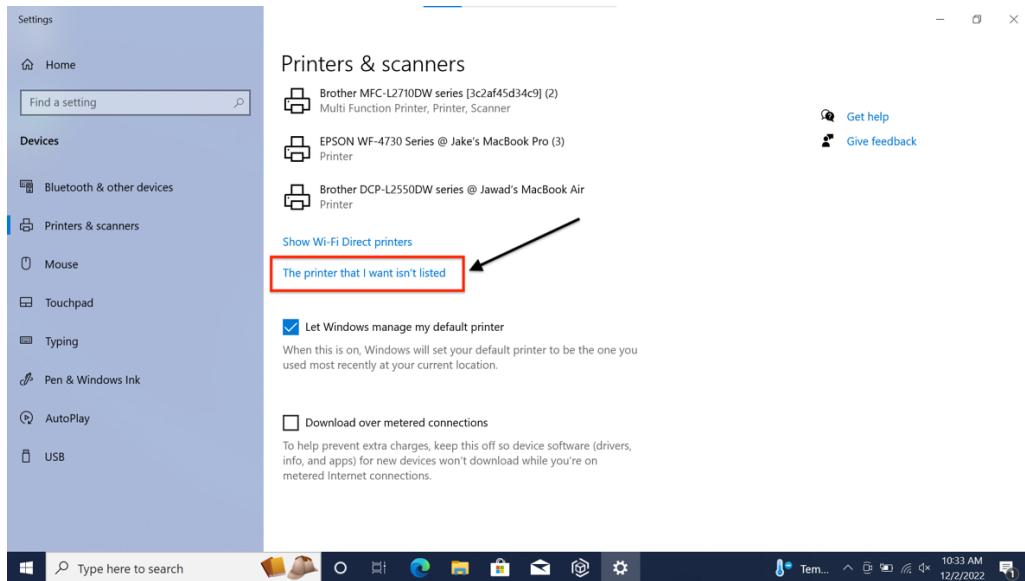 Settings
Home
Find a setting
Devices
Bluetooth & other devices
Printers & scanners
Mouse
Touchpad
Typing
Pen & Windows Ink
AutoPlay
USB
Printers & scanners
Brother MFC-L2710DW series [3c2af45d34c9] (2)
Multi Function Printer, Printer, Scanner
EPSON WF-4730 Series @ Jake's MacBook Pro (3)
Printer
Brother DCP-L2550DW series @ Jawad's MacBook Air
Printer
Show Wi-Fi Direct printers
The printer that I want isn't listed
Let Windows manage my default printer
When this is on, Windows will set your default printer to be the one you
used most recently at your current location.
Download over metered connections
To help prevent extra charges, keep this off so device software (drivers,
info, and apps) for new devices won't download while you're on
metered Internet connections.
Get help
Give feedback
Type here to search
Tem...
10:33 AM
12/2/2022
1